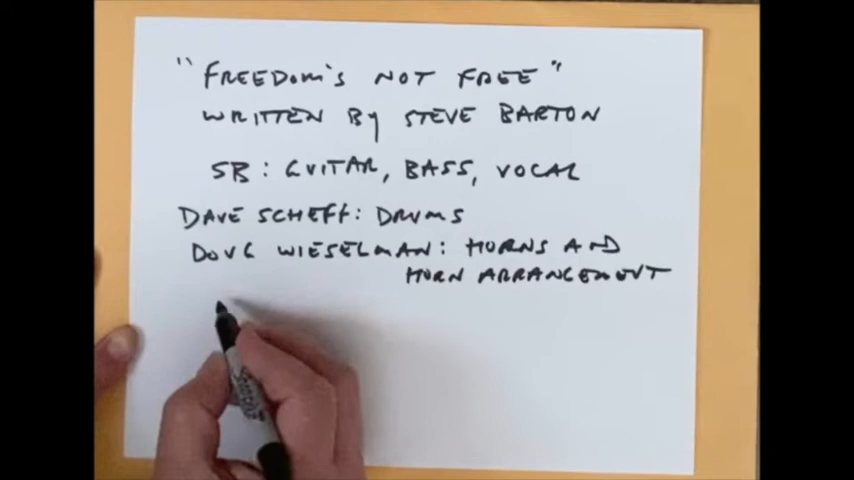 "FREEDOM'S NOT FREE"
WRITTEN BY STEVE BARTON
SB: GUITAR, BASS, VOCAL
DAVE SCHEFF: DRUMS
DOUG WIESELMAN: HORNS AND
HORN ARRANGEMENT
Sharpie